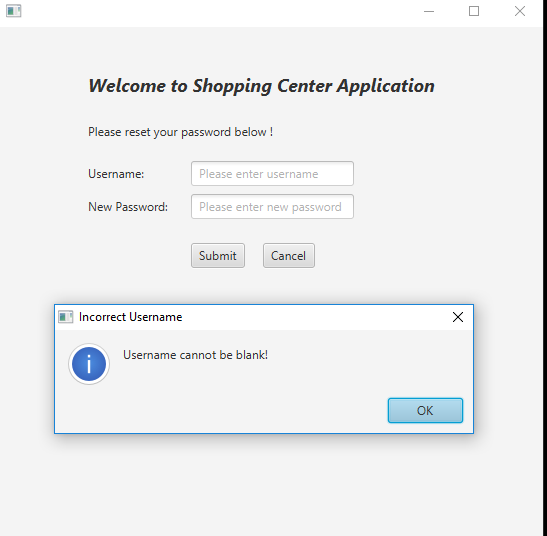 Welcome to Shopping Center Application
Please reset your password below !
Username:
Please enter username
New Password:
Please enter new password
Submit
Cancel
Incorrect Username
i
Username cannot be blank!
OK